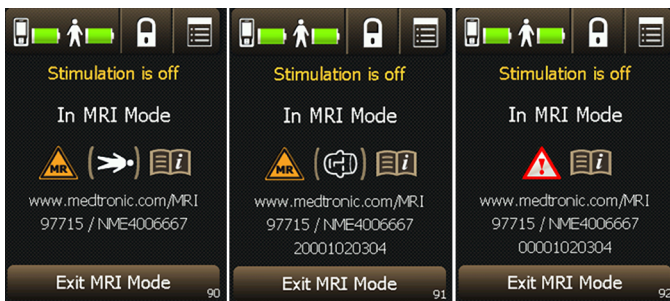 Stimulation is off
In MRI Mode
MR
i
www.medtronic.com/MRI
97715 / NME4006667
Exit MRI Mode
90
Stimulation is off
In MRI Mode
MR
i
www.medtronic.com/MRI
97715 / NME4006667
20001020304
Exit MRI Mode
91
Stimulation is off
In MRI Mode
!
i
www.medtronic.com/MRI
97715 / NME4006667
00001020304
Exit MRI Mode
92